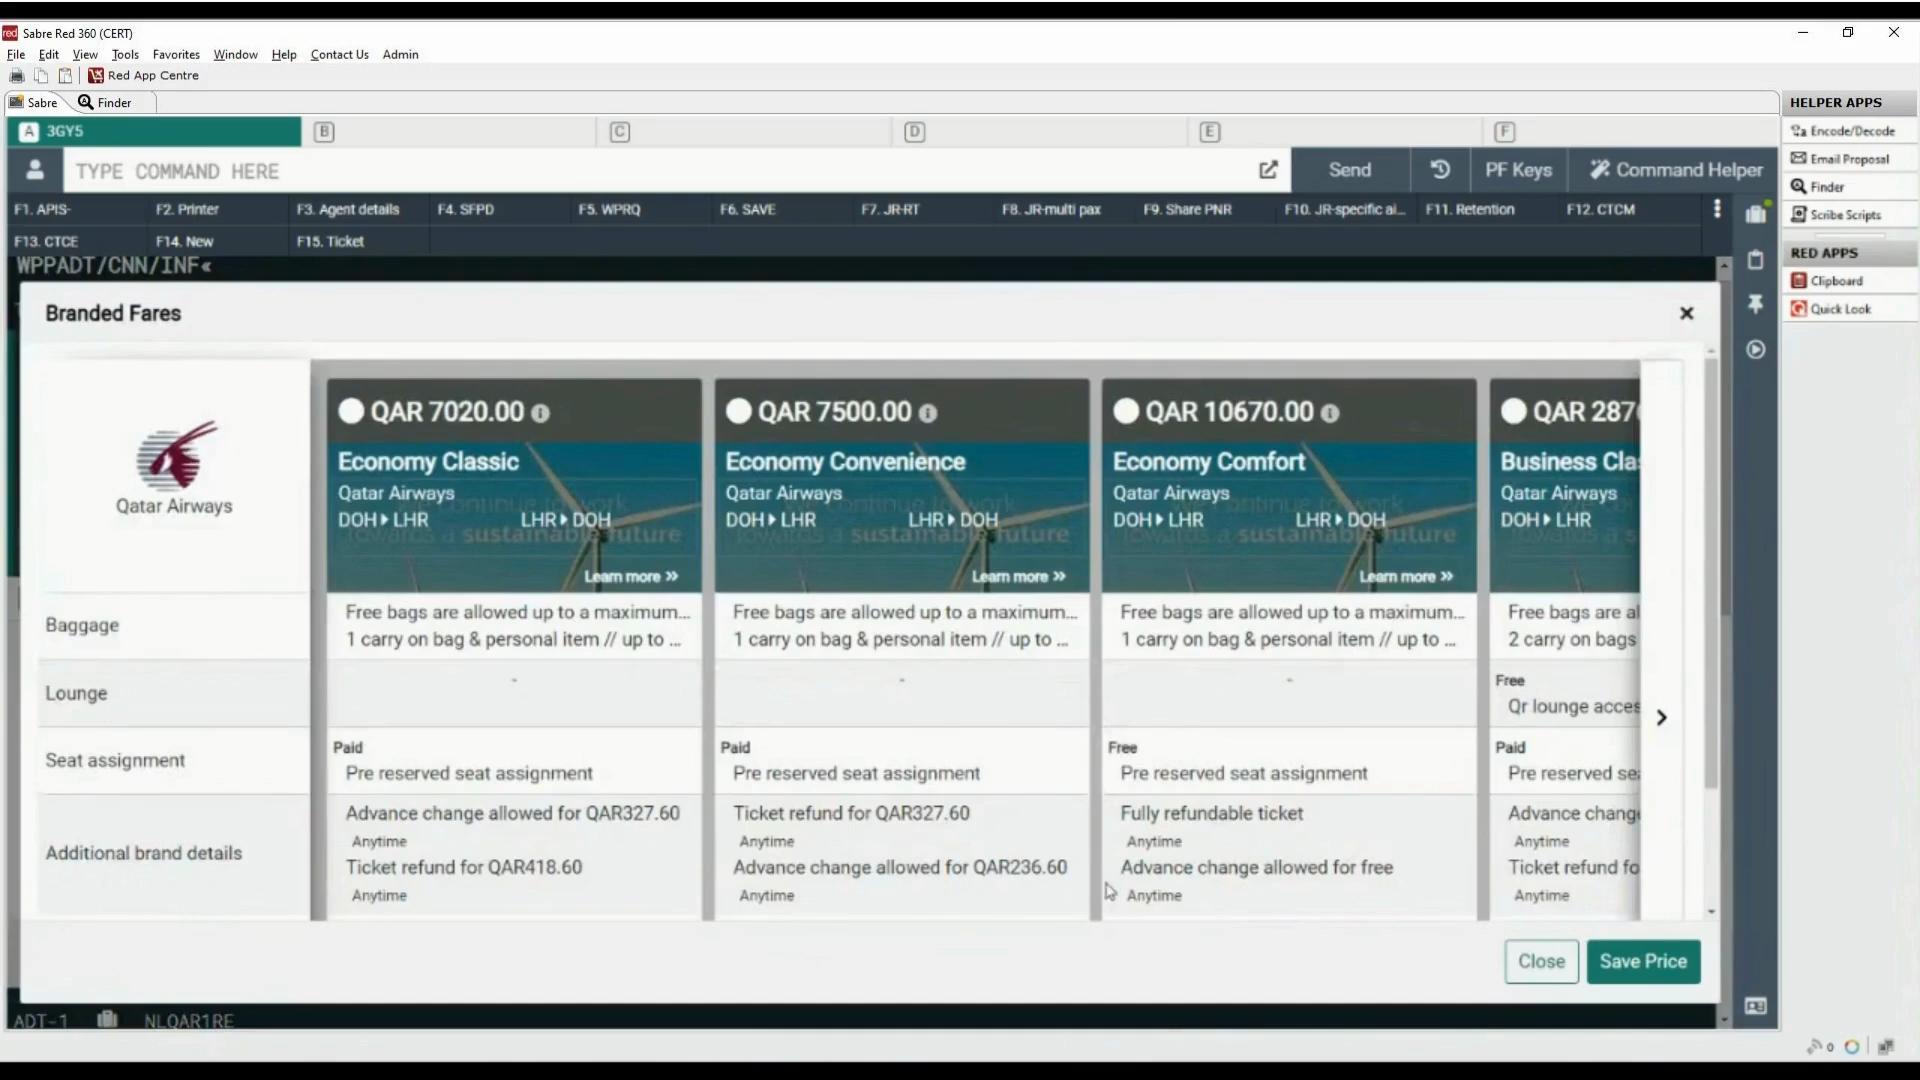 Sabre Red 360 (CERT)
File Edit View Tools Favorites Window Help Contact Us Admin
Red App Centre
Sabre Finder
A 3GY5 B C D E F
TYPE COMMAND HERE Send PF Keys Command Helper
F1. APIS- F2. Printer F3. Agent details F4. SFPD F5. WPRQ F6. SAVE F7. JR-RT F8. JR-multi pax F9. Share PNR F10. JR-specific ai... F11. Retention F12. CTCM
F13. CTCE F14. New F15. Ticket
WPPADT/CNN/INF«
Branded Fares
Qatar Airways
Baggage
Lounge
Seat assignment
Additional brand details
QAR 7020.00
Economy Classic
Qatar Airways
DOH LHR LHR DOH
towards a sustainable future
Learn more »
Free bags are allowed up to a maximum...
1 carry on bag & personal item // up to ...
-
Paid
Pre reserved seat assignment
Advance change allowed for QAR327.60
Anytime
Ticket refund for QAR418.60
Anytime
QAR 7500.00
Economy Convenience
Qatar Airways
DOH LHR LHR DOH
towards a sustainable future
Learn more »
Free bags are allowed up to a maximum...
1 carry on bag & personal item // up to ...
-
Paid
Pre reserved seat assignment
Ticket refund for QAR327.60
Anytime
Advance change allowed for QAR236.60
Anytime
QAR 10670.00
Economy Comfort
Qatar Airways
DOH LHR LHR DOH
towards a sustainable future
Learn more »
Free bags are allowed up to a maximum...
1 carry on bag & personal item // up to ...
-
Free
Pre reserved seat assignment
Fully refundable ticket
Anytime
Advance change allowed for free
Anytime
QAR 287
Business Cla
Qatar Airways
DOH LHR
Free bags are al
2 carry on bags
Free
Qr lounge acces
Paid
Pre reserved se
Advance chang
Anytime
Ticket refund fo
Anytime
Close Save Price
ADT-1 NLQAR1RE
HELPER APPS
Encode/Decode
Email Proposal
Finder
Scribe Scripts
RED APPS
Clipboard
Quick Look
0